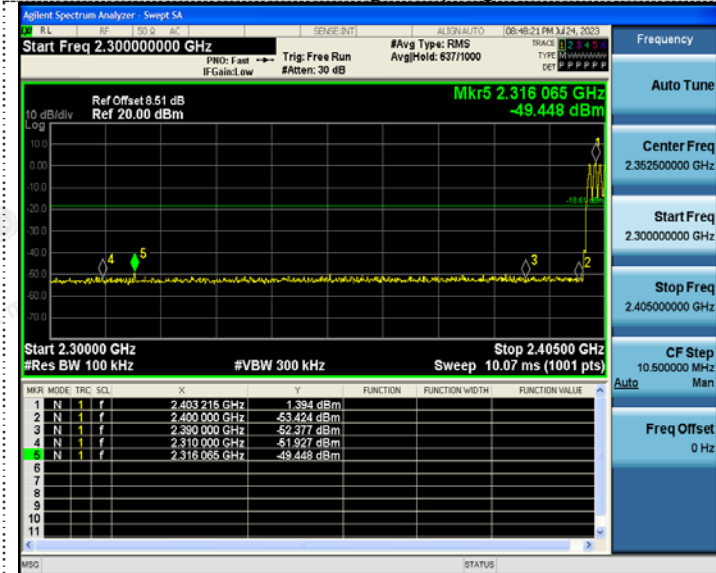 Agilent Spectrum Analyzer - Swept SA
RL RF 50 Ω AC SENSE:INT ALIGNAUTO 08:48:21 PM Jul 24, 2023
Start Freq 2.300000000 GHz
PNO: Fast
IFGain:Low
Trig: Free Run
#Atten: 30 dB
#Avg Type: RMS
Avg|Hold: 637/1000
TRACE 1 2 3 4 5 6
TYPE M
DET P P P P P P
Mkr5 2.316 065 GHz
-49.448 dBm
Ref Offset 8.51 dB
10 dB/div Ref 20.00 dBm
Log
10.0
0.00
-10.0
-20.0
-40.0
-50.0
-60.0
-70.0
1
4
5
3
2
Start 2.30000 GHz Stop 2.40500 GHz
#Res BW 100 kHz #VBW 300 kHz Sweep 10.07 ms (1001 pts)
MKR MODE TRC SCL X Y FUNCTION FUNCTION WIDTH FUNCTION VALUE
1 N 1 f 2.403 215 GHz 1.394 dBm
2 N 1 f 2.400 000 GHz -53.424 dBm
3 N 1 f 2.390 000 GHz -52.377 dBm
4 N 1 f 2.310 000 GHz -51.927 dBm
5 N 1 f 2.316 065 GHz -49.448 dBm
6
7
8
9
10
11
MSG STATUS
Frequency
Auto Tune
Center Freq
2.352500000 GHz
Start Freq
2.300000000 GHz
Stop Freq
2.405000000 GHz
CF Step
10.500000 MHz
Auto Man
Freq Offset
0 Hz